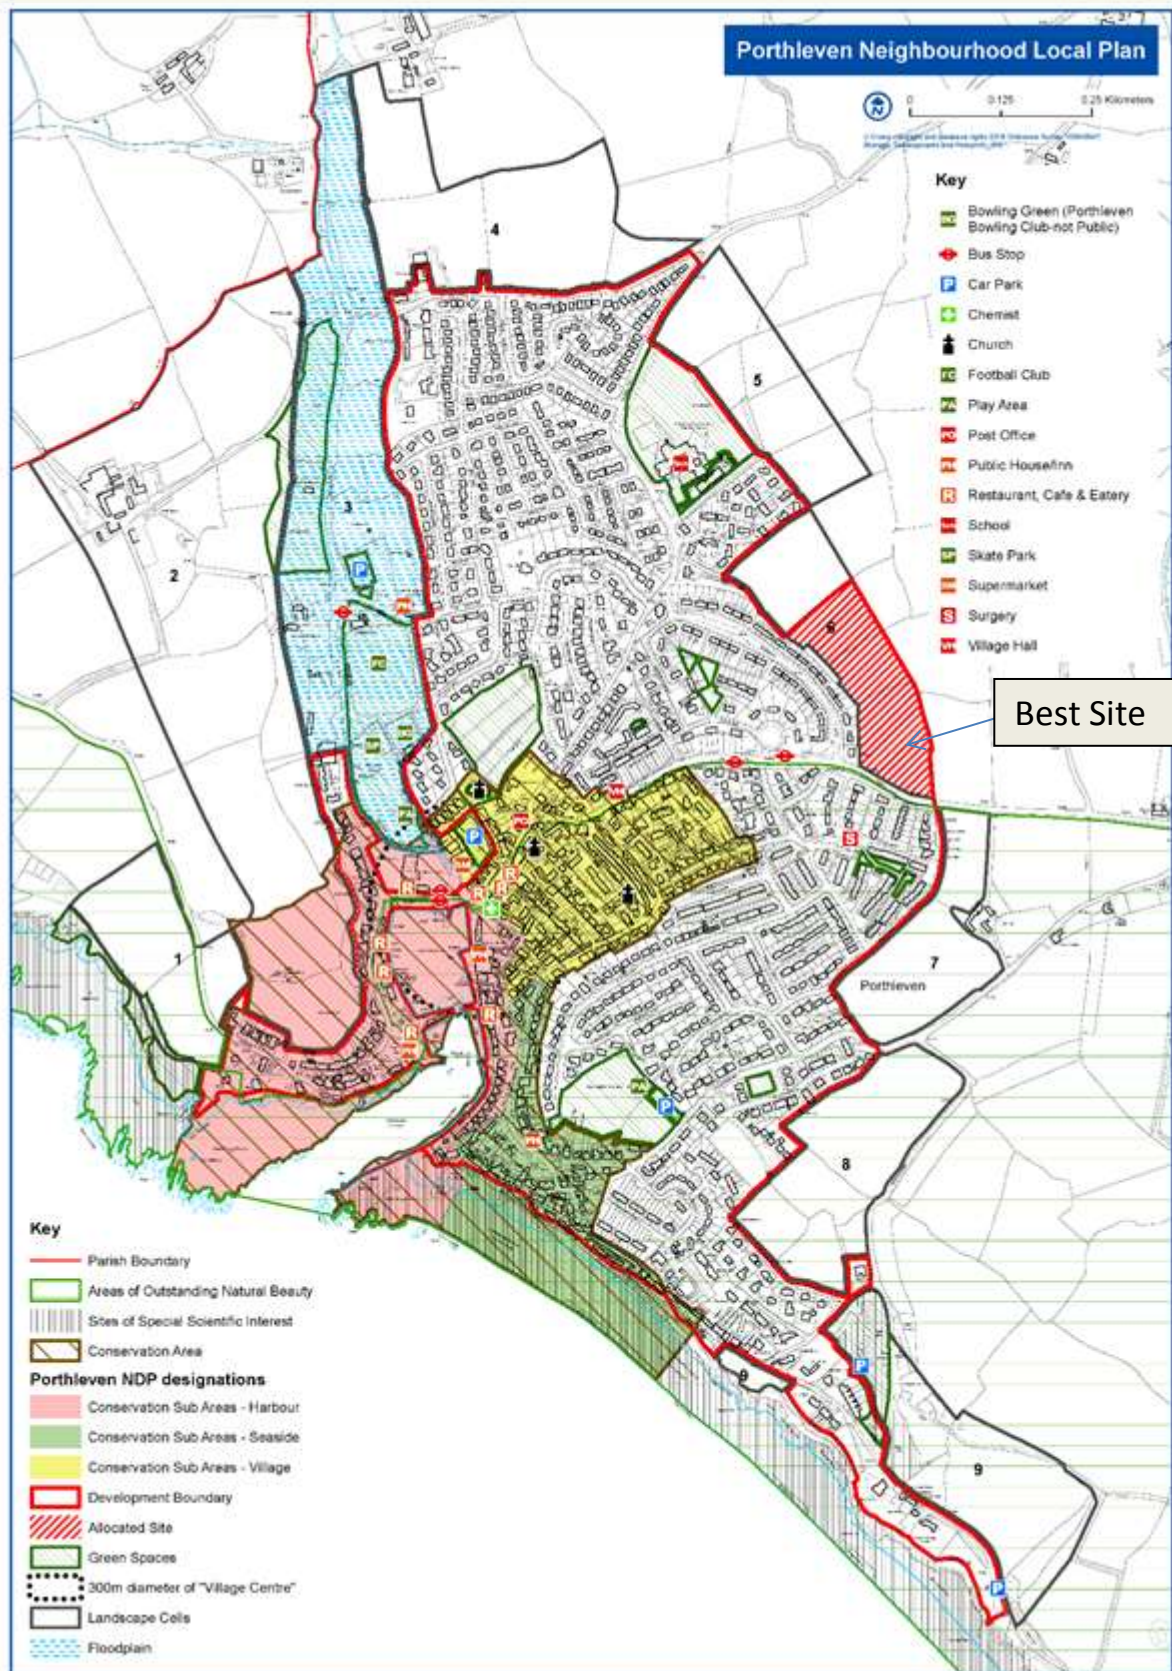 Porthleven Neighbourhood Local Plan
N
0
0.125
0.25 Kilometers
Key
Bowling Green (Porthleven
Bowling Club-not Public)
Bus Stop
Car Park
Chemist
Church
Football Club
Play Area
Post Office
Public House/Inn
Restaurant, Cafe & Eatery
School
Skate Park
Supermarket
Surgery
Village Hall
Best Site
4
5
3
2
6
1
7
Porthleven
8
9
9
Key
Parish Boundary
Areas of Outstanding Natural Beauty
Sites of Special Scientific Interest
Conservation Area
Porthleven NDP designations
Conservation Sub Areas - Harbour
Conservation Sub Areas - Seaside
Conservation Sub Areas - Village
Development Boundary
Allocated Site
Green Spaces
300m diameter of "Village Centre"
Landscape Cells
Floodplain